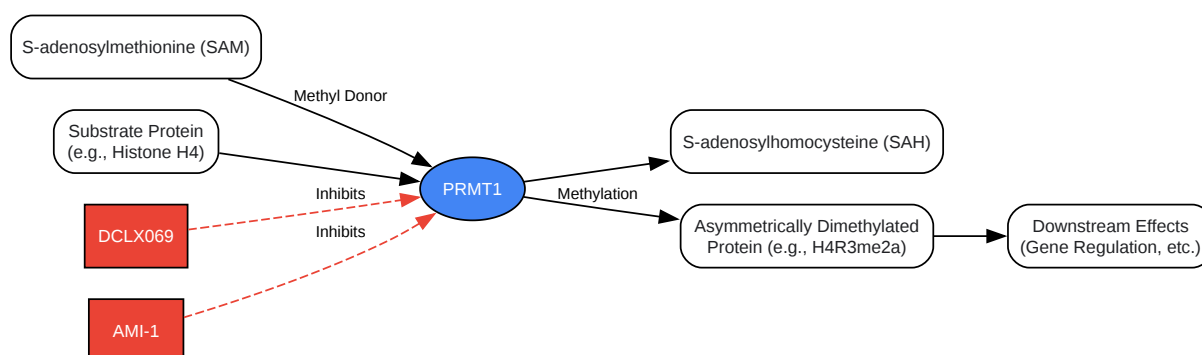 S-adenosylmethionine (SAM)
Methyl Donor
Substrate Protein
(e.g., Histone H4)
S-adenosylhomocysteine (SAH)
PRMT1
Inhibits
Methylation
DCLX069
Inhibits
Asymmetrically Dimethylated
Protein (e.g., H4R3me2a)
Downstream Effects
(Gene Regulation, etc.)
AMI-1